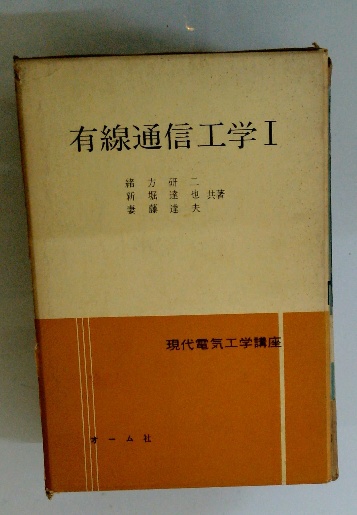 有線通信工学 I
緒方研二
新堀達也 共著
妻藤達夫
現代電気工学講座
オーム社